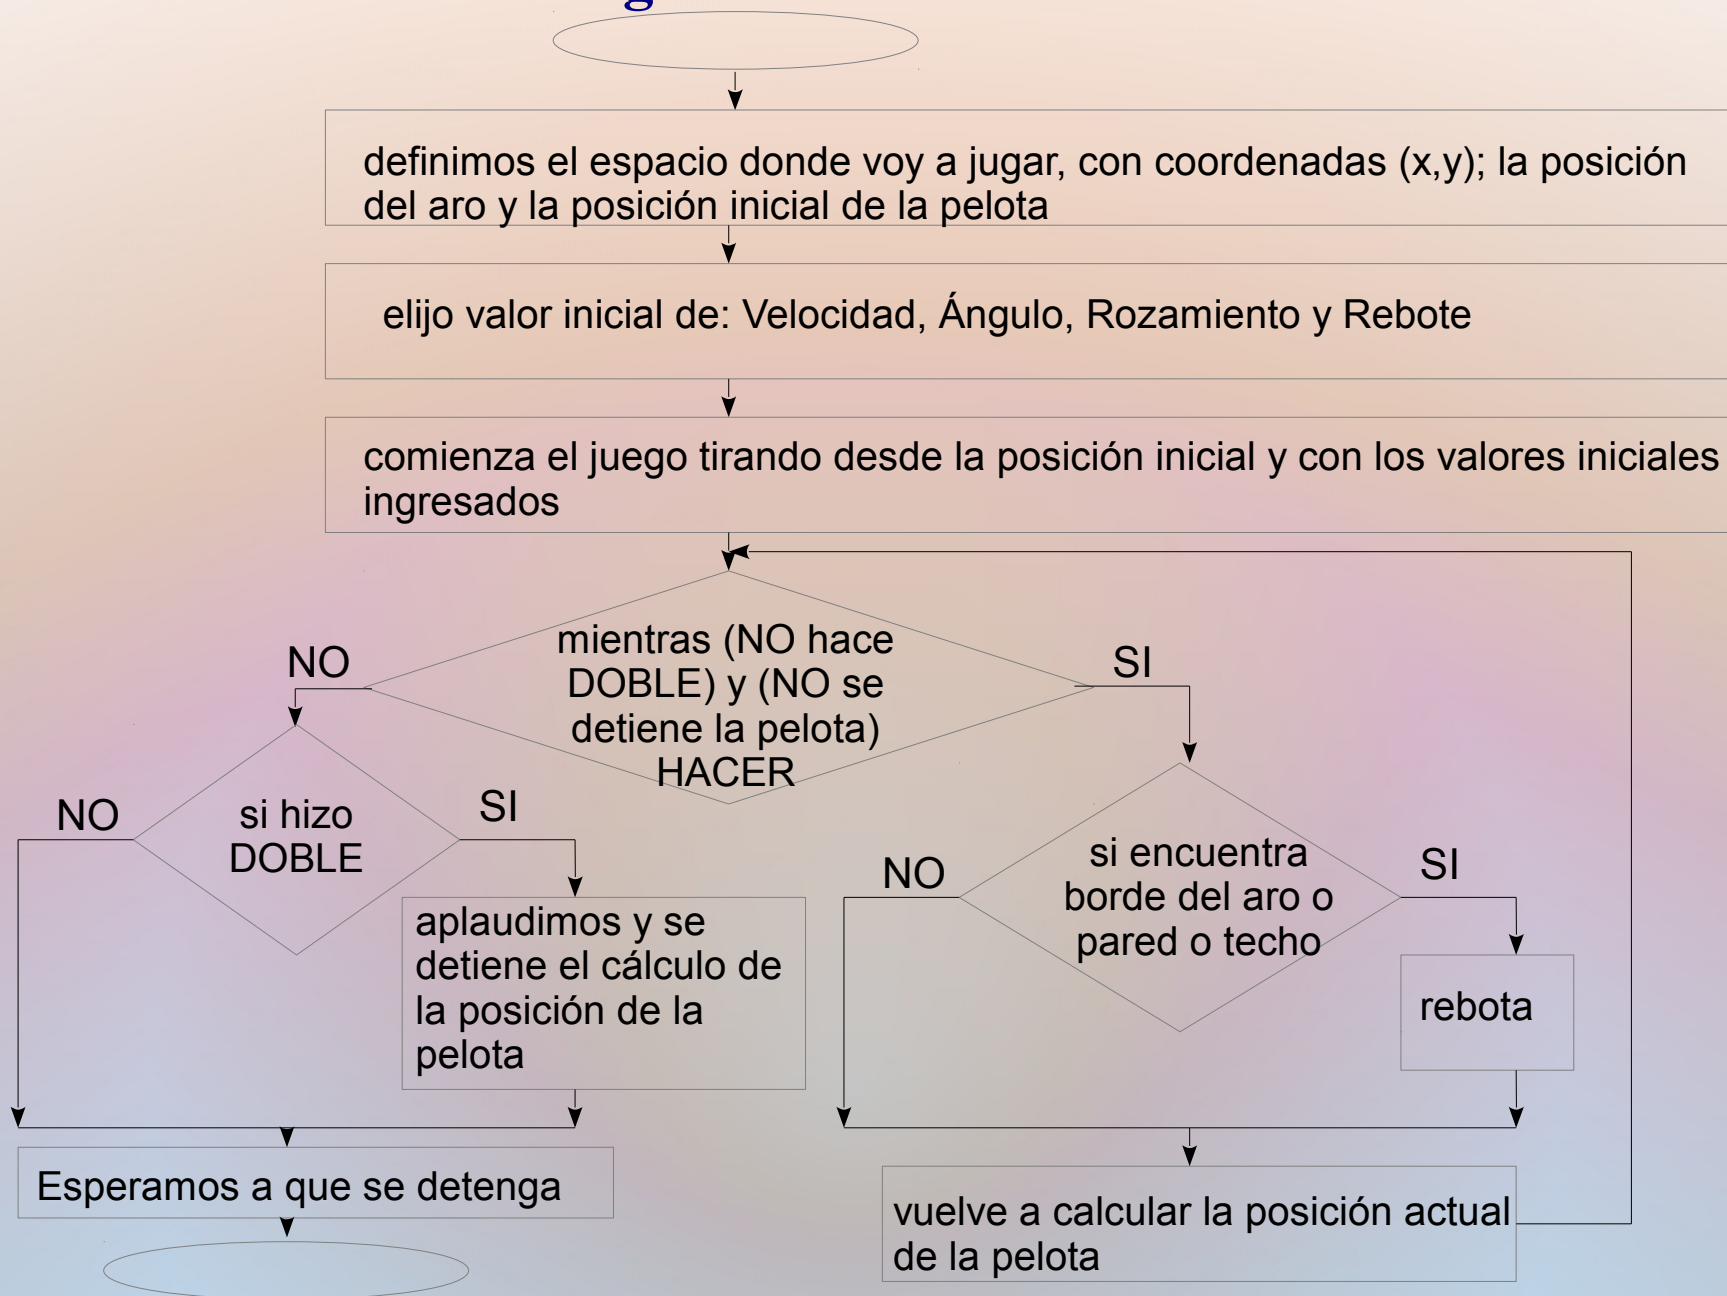 definimos el espacio donde voy a jugar, con coordenadas (x,y); la posición
del aro y la posición inicial de la pelota
elijo valor inicial de: Velocidad, Ángulo, Rozamiento y Rebote
comienza el juego tirando desde la posición inicial y con los valores iniciales
ingresados
mientras (NO hace
DOBLE) y (NO se
detiene la pelota)
HACER
NO
SI
si hizo
DOBLE
NO
SI
aplaudimos y se
detiene el cálculo de
la posición de la
pelota
Esperamos a que se detenga
si encuentra
borde del aro o
pared o techo
NO
SI
rebota
vuelve a calcular la posición actual
de la pelota